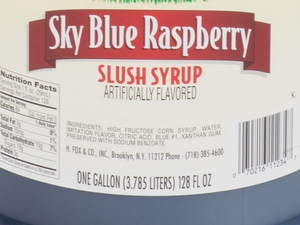 Sky Blue Raspberry
SLUSH SYRUP
ARTIFICIALLY FLAVORED
Nutrition Facts
INGREDIENTS: HIGH FRUCTOSE CORN SYRUP, WATER,
IMITATION FLAVOR, CITRIC ACID, BLUE #1, XANTHAN GUM
PRESERVED WITH SODIUM BENZOATE.
H. FOX & CO., INC., Brooklyn, N.Y. 11212 Phone - (718) 385-4600
ONE GALLON (3.785 LITERS) 128 FL OZ
K